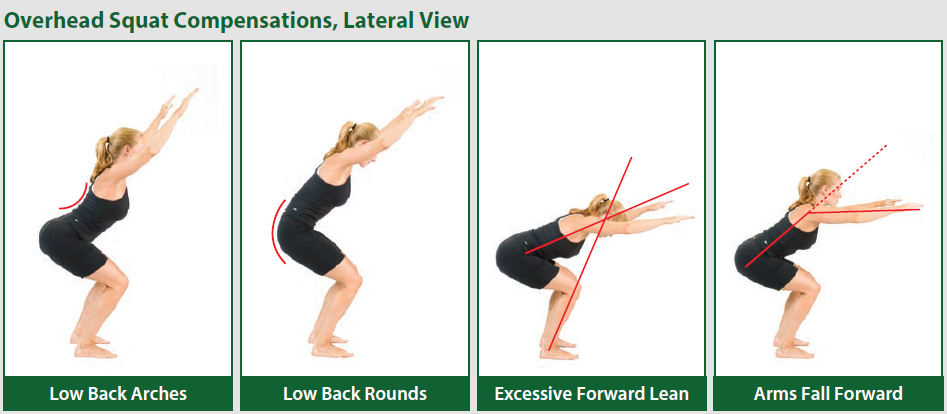 Overhead Squat Compensations, Lateral View
Low Back Arches
Low Back Rounds
Excessive Forward Lean
Arms Fall Forward